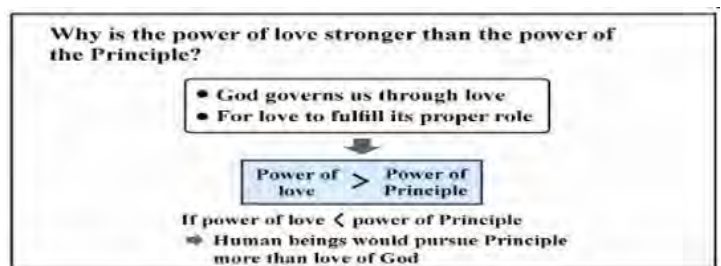 Why is the power of love stronger than the power of
the Principle?
• God governs us through love
• For love to fulfill its proper role
Power of love > Power of Principle
If power of love < power of Principle
⇒ Human beings would pursue Principle
more than love of God